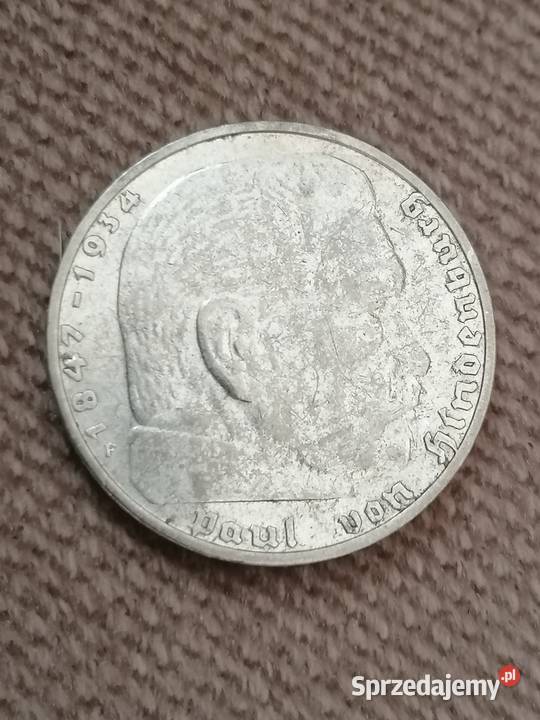 1847-1934
Paul von Hindenburg
Sprzedajemy.pl